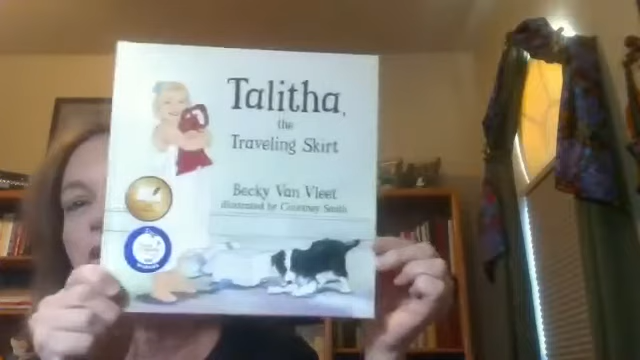 Talitha,
the
Traveling Skirt
Becky Van Vleet
illustrated by Courtney Smith